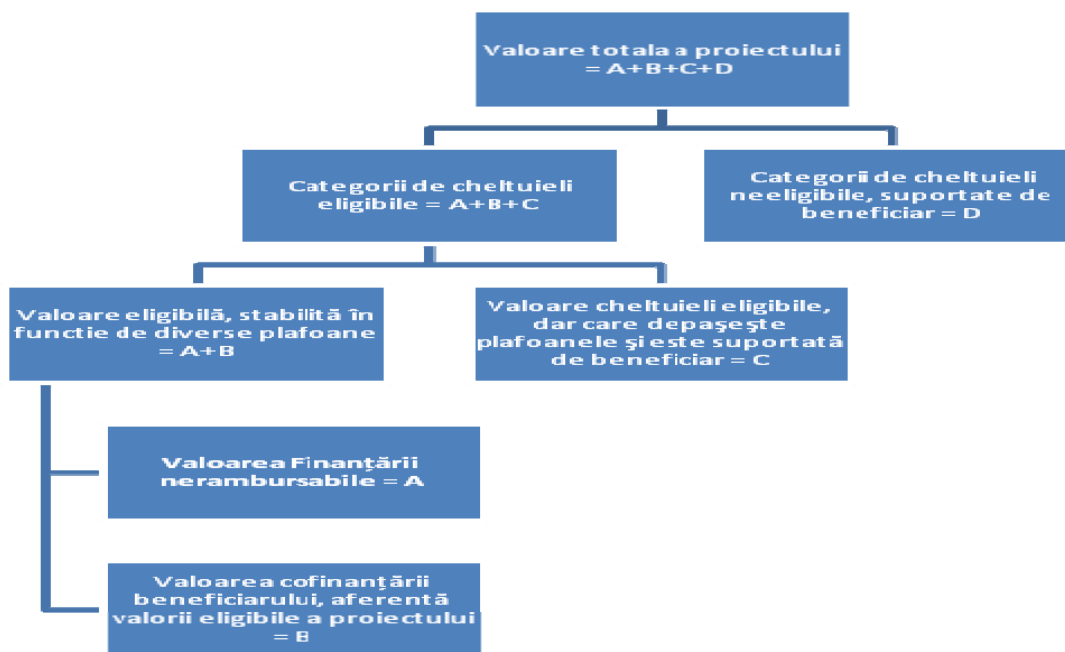 Valoare totala a proiectului
= A+B+C+D
Categorii de cheltuieli
eligibile = A+B+C
Categorii de cheltuieli
neeligibile, suportate de
beneficiar = D
Valoare eligibilă, stabilită în
functie de diverse plafoane
= A+B
Valoare cheltuieli eligibile,
dar care depaşeşte
plafoanele şi este suportată
de beneficiar = C
Valoarea Finanţării
nerambursabile = A
Valoarea cofinanţării
beneficiarului, aferentă
valorii eligibile a proiectului
= B